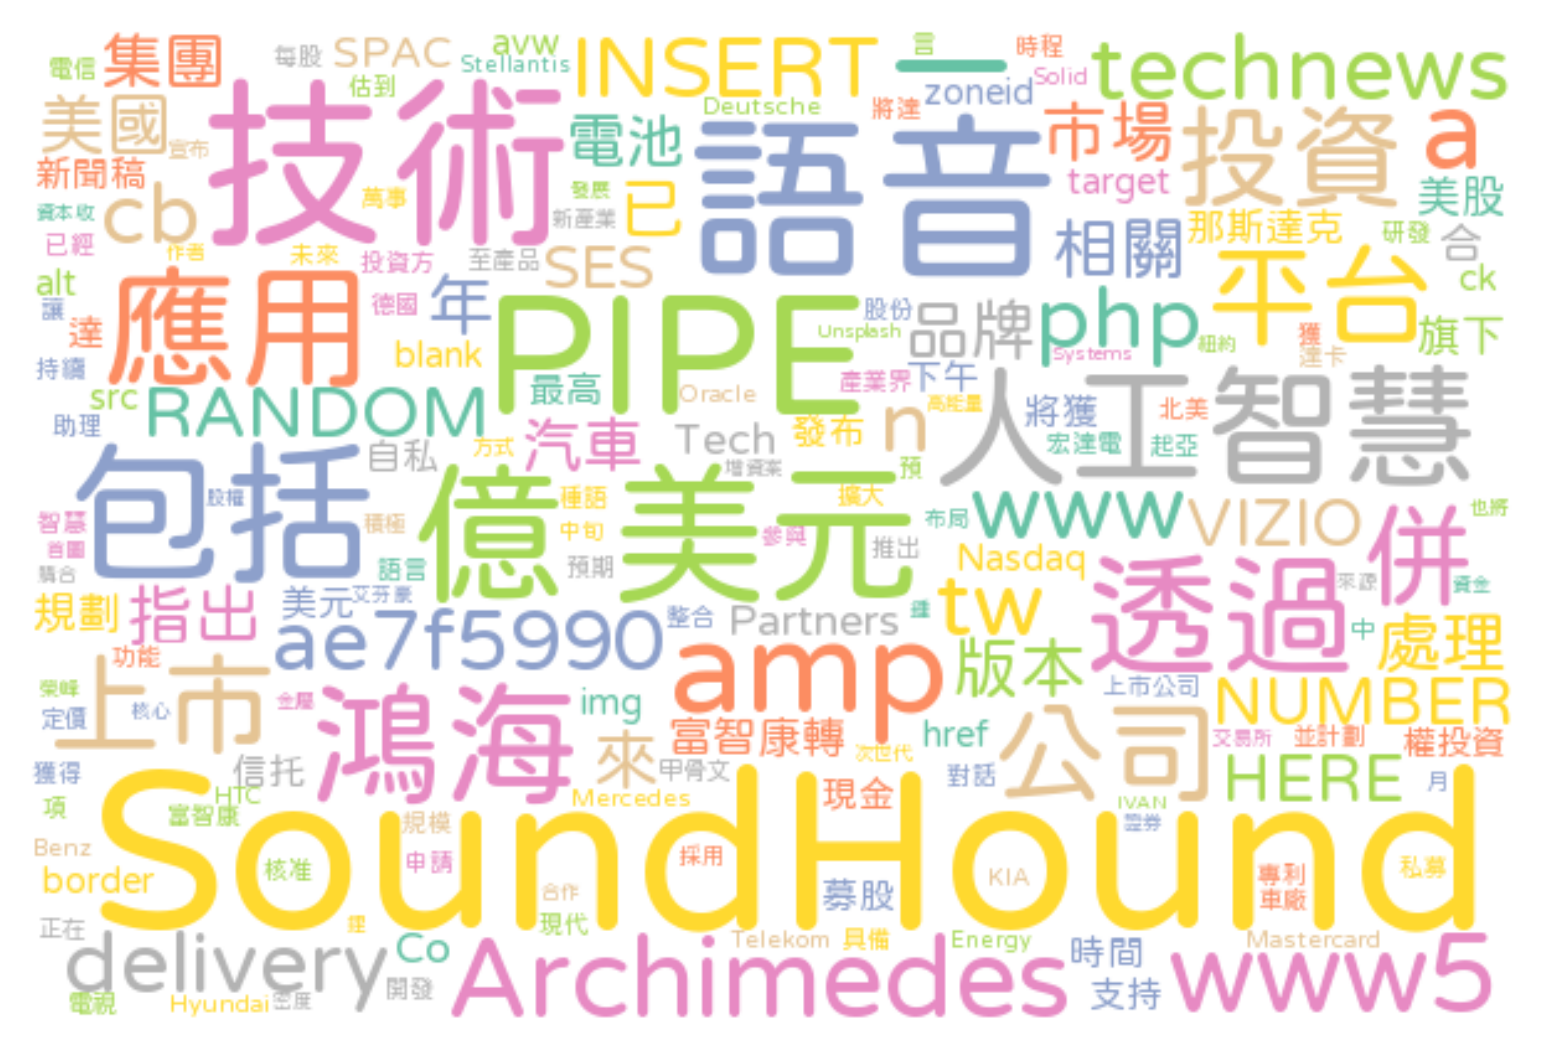 電信
集團
每股
SPAC
avw
Stellantis
INSERT
一
言
時程
Solid
technews
估到
美國
宣布
技術
電池
Deutsche
將達
zoneid
市場
投資
a
新聞稿
target
美股
萬事
發展
已
語音
cb
資本收
已經
作者
未來
投資方
新產業
至產品
SES
相關
那斯達克
研發
合
alt
讓
達
應用
德國
年
PIPE
股份
Unsplash
品牌
php
Systems
紐約
平台
獲
達卡
ck
旗下
持續
blank
src
RANDOM
最高
Oracle
產業界
下午
高能量
人工智慧
將獲
北美
宏達電
起亞
助理
自私
方式
汽車
Tech
增資案
發布
n
包括
股權
智慧
首圖
積極
億美元
種語
中旬
參與
擴大
預
推出
布局
www
VIZIO
併
也將
騰合
語言
預期
Nasdaq
透過
來源
資金
規劃
指出
美元
艾芬豪
ae7f5990
整合
Partners
種
tw
中
處理
功能
上市
amp
版本
上市公司
NUMBER
榮峰
定價
核心
金屬
鴻海
img
富智康轉
href
公司
交易所
並計劃
權投資
獲得
信托
來
甲骨文
次世代
對話
HERE
月
項
HTC
富智康
Mercedes
現金
IVAN
證券
SoundHound
規模
Benz
border
核准
申請
採用
合作
募股
KIA
專利
車廠
私募
正在
鋰
現代
delivery
Co
Archimedes
Telekom
具備
Energy
時間
Mastercard
www5
電視
Hyundai
密度
開發
支持